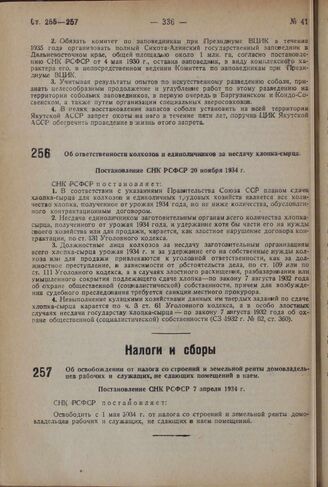 Ст. 255—257 — 336 — № 41
2. Обязать комитет по заповедникам при Президиуме ВЦИК в течение
1935 года организовать полный Сихота-Алинский государственный заповедник в
Дальневосточном крае, общей площадью около 1 млн. га, согласно постановлению
СНК РСФСР от 4 мая 1930 г., оставив заповедник, в виду комплексного характера
его, в непосредственном ведении Комитета по заповедникам при Президиуме
ВЦИК.
3. Учитывая результаты опытов по искусственному разведению соболя, признать
целесообразным продолжение и углубление работ по этому разведению на
территории собольих заповедников, в первую очередь в Баргузинском и Кондо-Сосвенском,
а также путем организации специальных зверосовхозов.
4. Для восстановления запасов соболя установить на всей территории
Якутской АССР запрет охоты на него в течение пяти лет, поручив ЦИК Якутской
АССР обеспечить проведение в жизнь этого запрета.
256 Об ответственности колхозов и единоличников за несдачу хлопка-сырца.
Постановление СНК РСФСР 20 ноября 1934 г.
СНК РСФСР постановляет:
1. В соответствии с указаниями Правительства Союза ССР планом сдачи
хлопка-сырца для колхозов и единоличных трудовых хозяйств является все количество
хлопка, полученного от урожая 1934 года, но не ниже количества, обусловленного
контрактационным договором.
2. Несдача единоличником заготовительным органам всего количества хлопка-сырца,
полученного от урожая 1934 года, и удержание хотя бы части его на нужды
своего хозяйства или для продажи, карается, как злостное нарушение договора контрактации,
по ст. 131 Уголовного кодекса.
3. Должностные лица колхозов за несдачу заготовительным организациям
всего хлопка-сырца урожая 1934 г. и за удержание его на собственные нужды колхоза
или для продажи привлекаются к уголовной ответственности, как за должностное
преступление, в зависимости от обстоятельств дела, по ст. 109 или по
ст. 111 Уголовного кодекса, а в случаях злостного расхищения, разбазаривания или
умышленного сокрытия подлежащего сдаче хлопка—по закону 7 августа 1932 года
об охране общественной (социалистической) собственности, причем для возбуждения
судебного преследования требуется санкция местного прокурора.
4. Невыполнение кулацкими хозяйствами данных им твердых заданий по сдаче
хлопка карается по ч. 3 ст. 61 Уголовного кодекса, а в особо злостных
случаях несдачи государству хлопка-сырца — по закону 7 августа 1932 года об охране
общественной (социалистической) собственности (СЗ 1932 г. № 62, ст. 360).
Налоги и сборы
257 Об освобождении от налога со строений и земельной ренты домовладельцев
рабочих и служащих, не сдающих помещений в наем.
Постановление СНК РСФСР 7 апреля 1934 г.
СНК РСФСР постановляет:
Освободить с 1 мая 1934 г. от налога со строений и земельной ренты домовладельцев
рабочих и служащих, не сдающих помещений в наем.